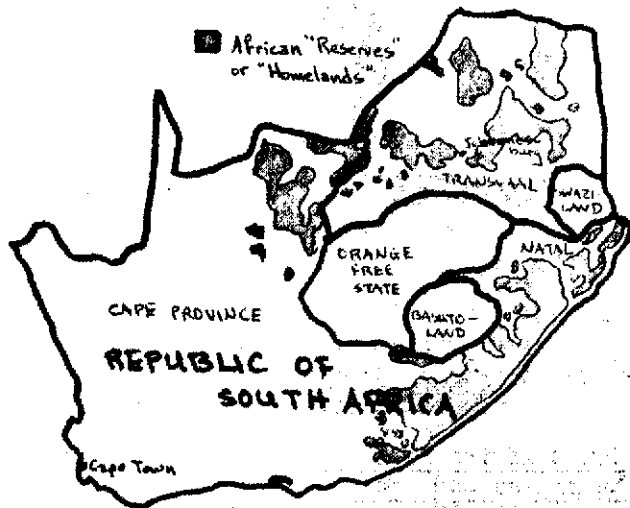 African "Reserves"
or "Homelands"
TRANSVAAL
SWAZI
LAND
NATAL
ORANGE
FREE
STATE
BASUTO-
LAND
CAPE PROVINCE
REPUBLIC OF
SOUTH AFRICA
Cape Town